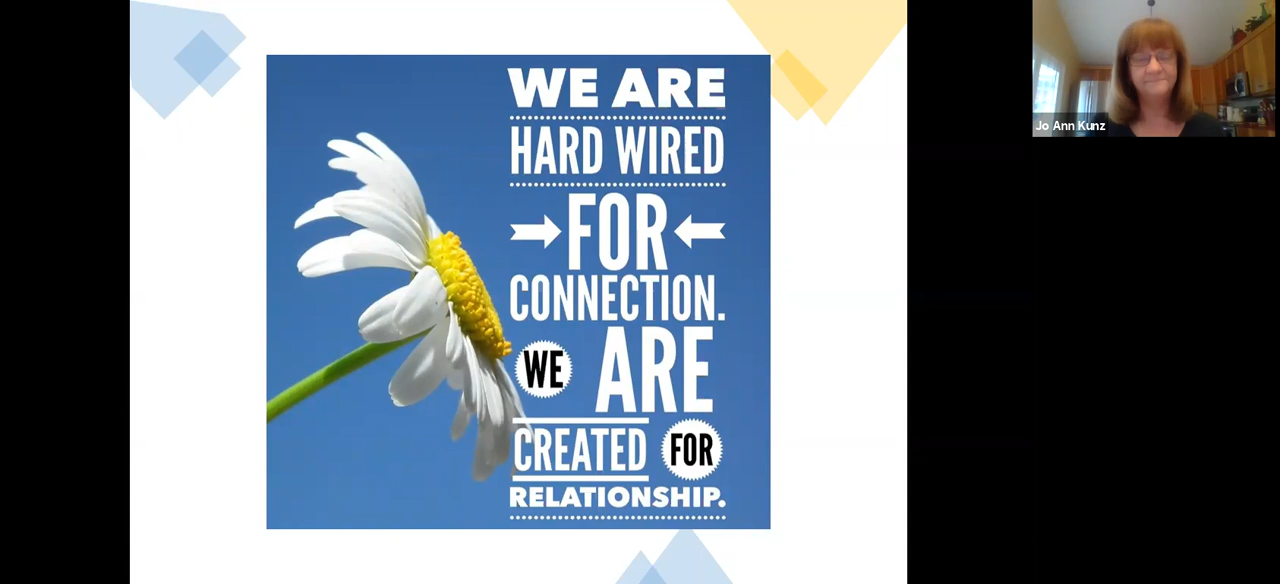 WE ARE
HARD WIRED
FOR
CONNECTION.
WE ARE
CREATED FOR
RELATIONSHIP.
Jo Ann Kunz